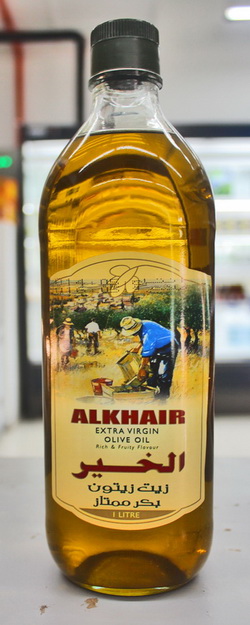 ALKHAIR
EXTRA VIRGIN
OLIVE OIL
Rich & Fruity Flavour
الخير
زيت زيتون
بكر ممتاز
1 LITRE